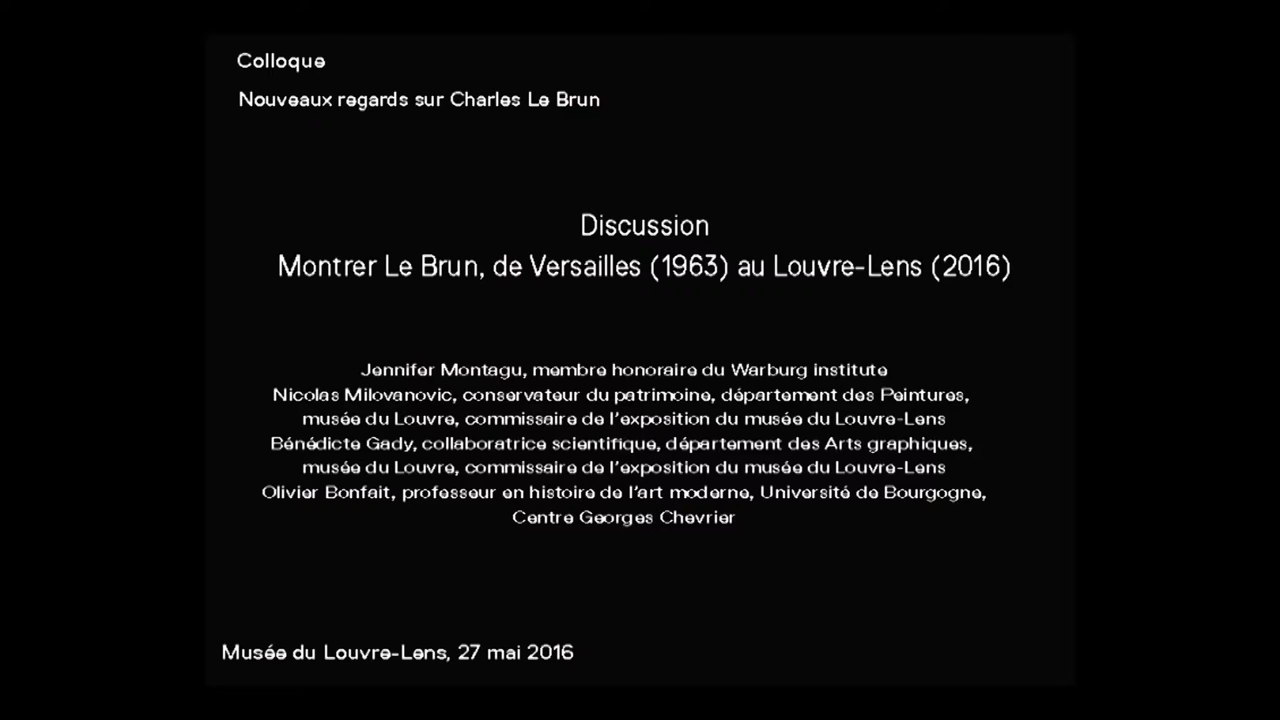 Colloque
Nouveaux regards sur Charles Le Brun
Discussion
Montrer Le Brun, de Versailles (1963) au Louvre-Lens (2016)
Jennifer Montagu, membre honoraire du Warburg institute
Nicolas Milovanovic, conservateur du patrimoine, département des Peintures,
musée du Louvre, commissaire de l'exposition du musée du Louvre-Lens
Bénédicte Gady, collaboratrice scientifique, département des Arts graphiques,
musée du Louvre, commissaire de l'exposition du musée du Louvre-Lens
Olivier Bonfait, professeur en histoire de l'art moderne, Université de Bourgogne,
Centre Georges Chevrier
Musée du Louvre-Lens, 27 mai 2016